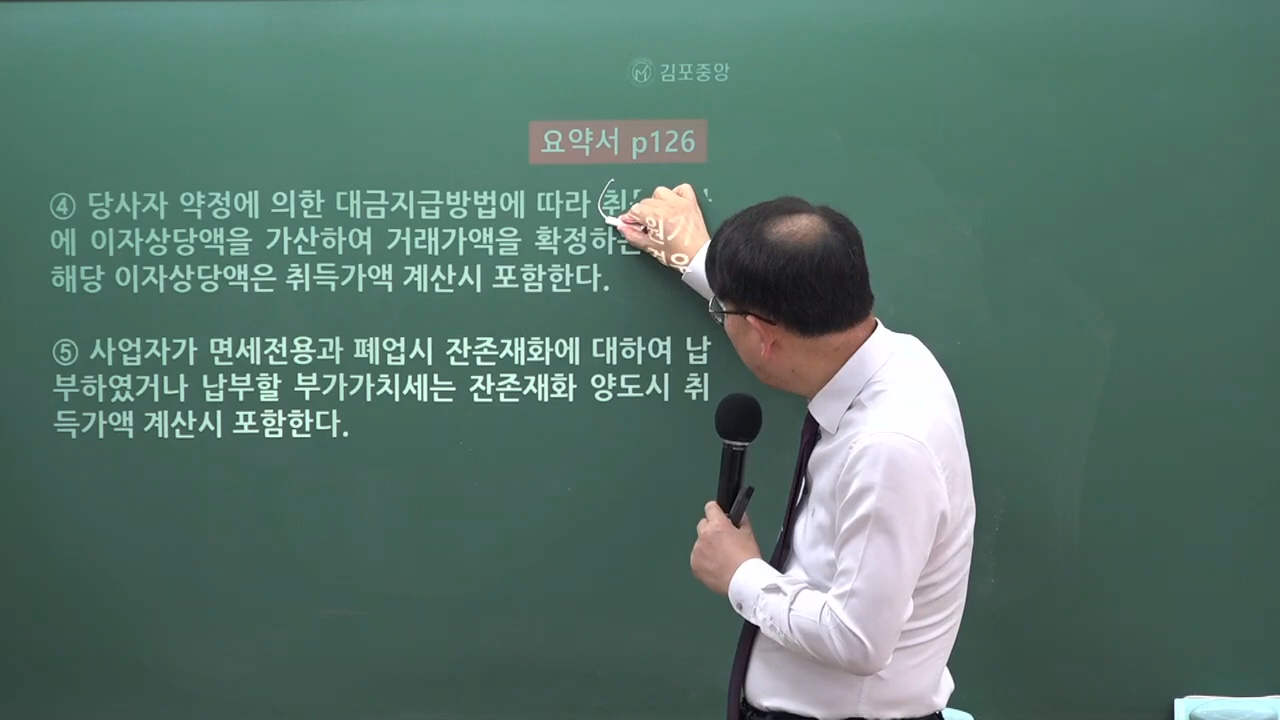 김포중앙
요약서 p126
④ 당사자 약정에 의한 대금지급방법에 따라
에 이자상당액을 가산하여 거래가액을
해당 이자상당액은 취득가액 계산시 포함한다.
⑤ 사업자가 면세전용과 폐업시 잔존재화에 대하여 납
부하였거나 납부할 부가가치세는 잔존재화 양도시 취
득가액 계산시 포함한다.